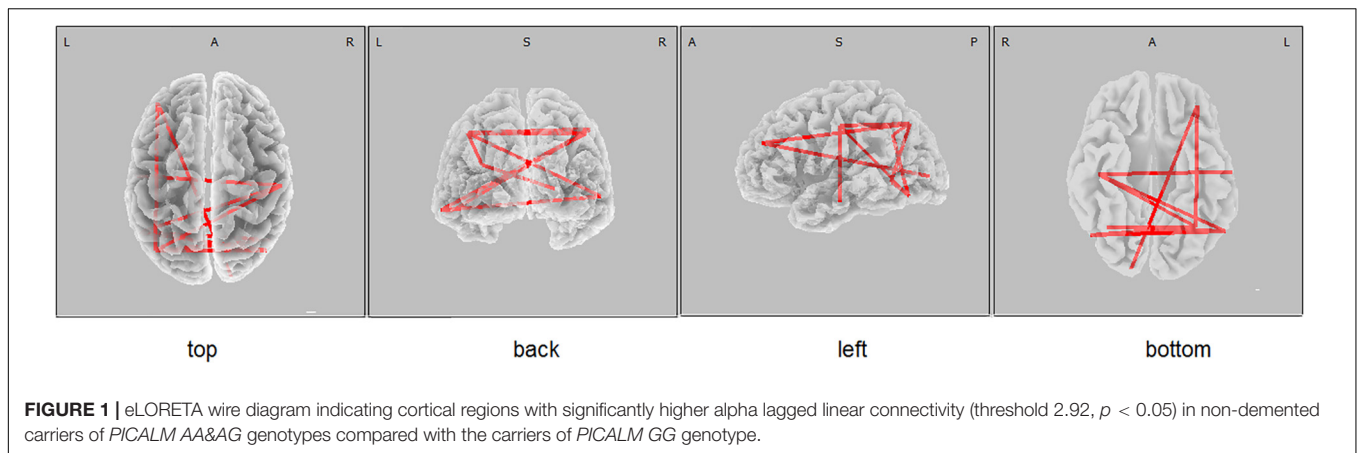 L A R L S R A S P R A L
top back left bottom
FIGURE 1 | eLORETA wire diagram indicating cortical regions with significantly higher alpha lagged linear connectivity (threshold 2.92, p < 0.05) in non-demented
carriers of PICALM AA&AG genotypes compared with the carriers of PICALM GG genotype.